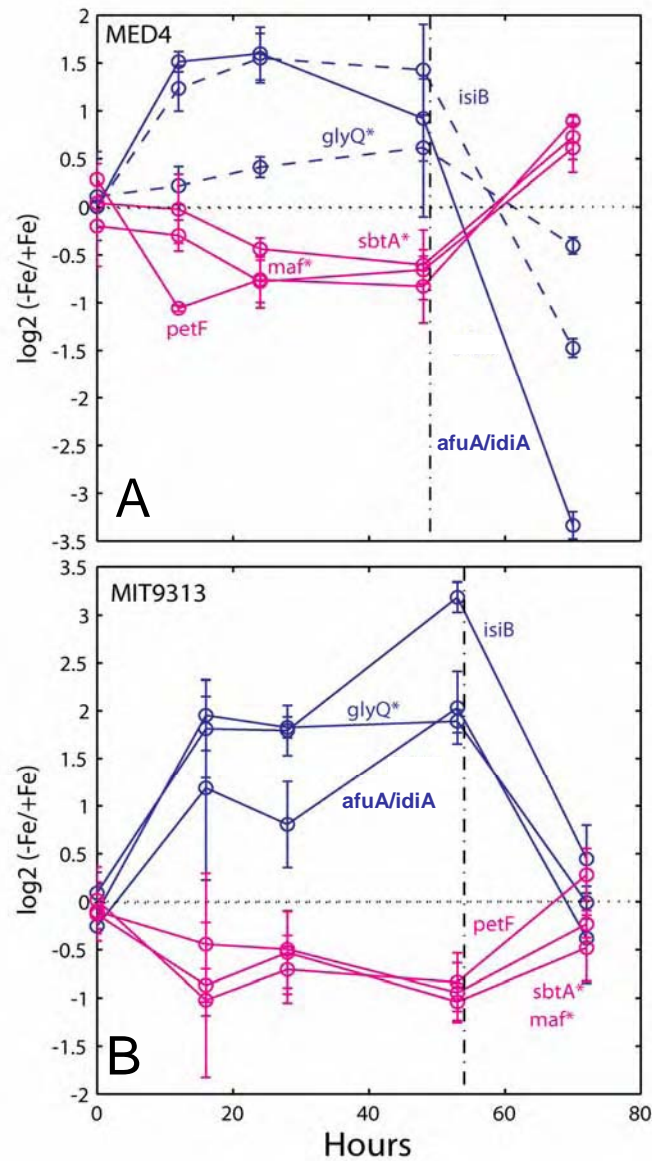 MED4
2
1.5
1
0.5
0
-0.5
-1
-1.5
-2
-2.5
-3
-3.5
log2 (-Fe/+Fe)
isiB
glyQ*
sbtA*
maf*
petF
afuA/idiA
A
MIT9313
3.5
3
2.5
2
1.5
1
0.5
0
-0.5
-1
-1.5
-2
log2 (-Fe/+Fe)
isiB
glyQ*
afuA/idiA
petF
sbtA*
maf*
B
0 20 40 60 80
Hours